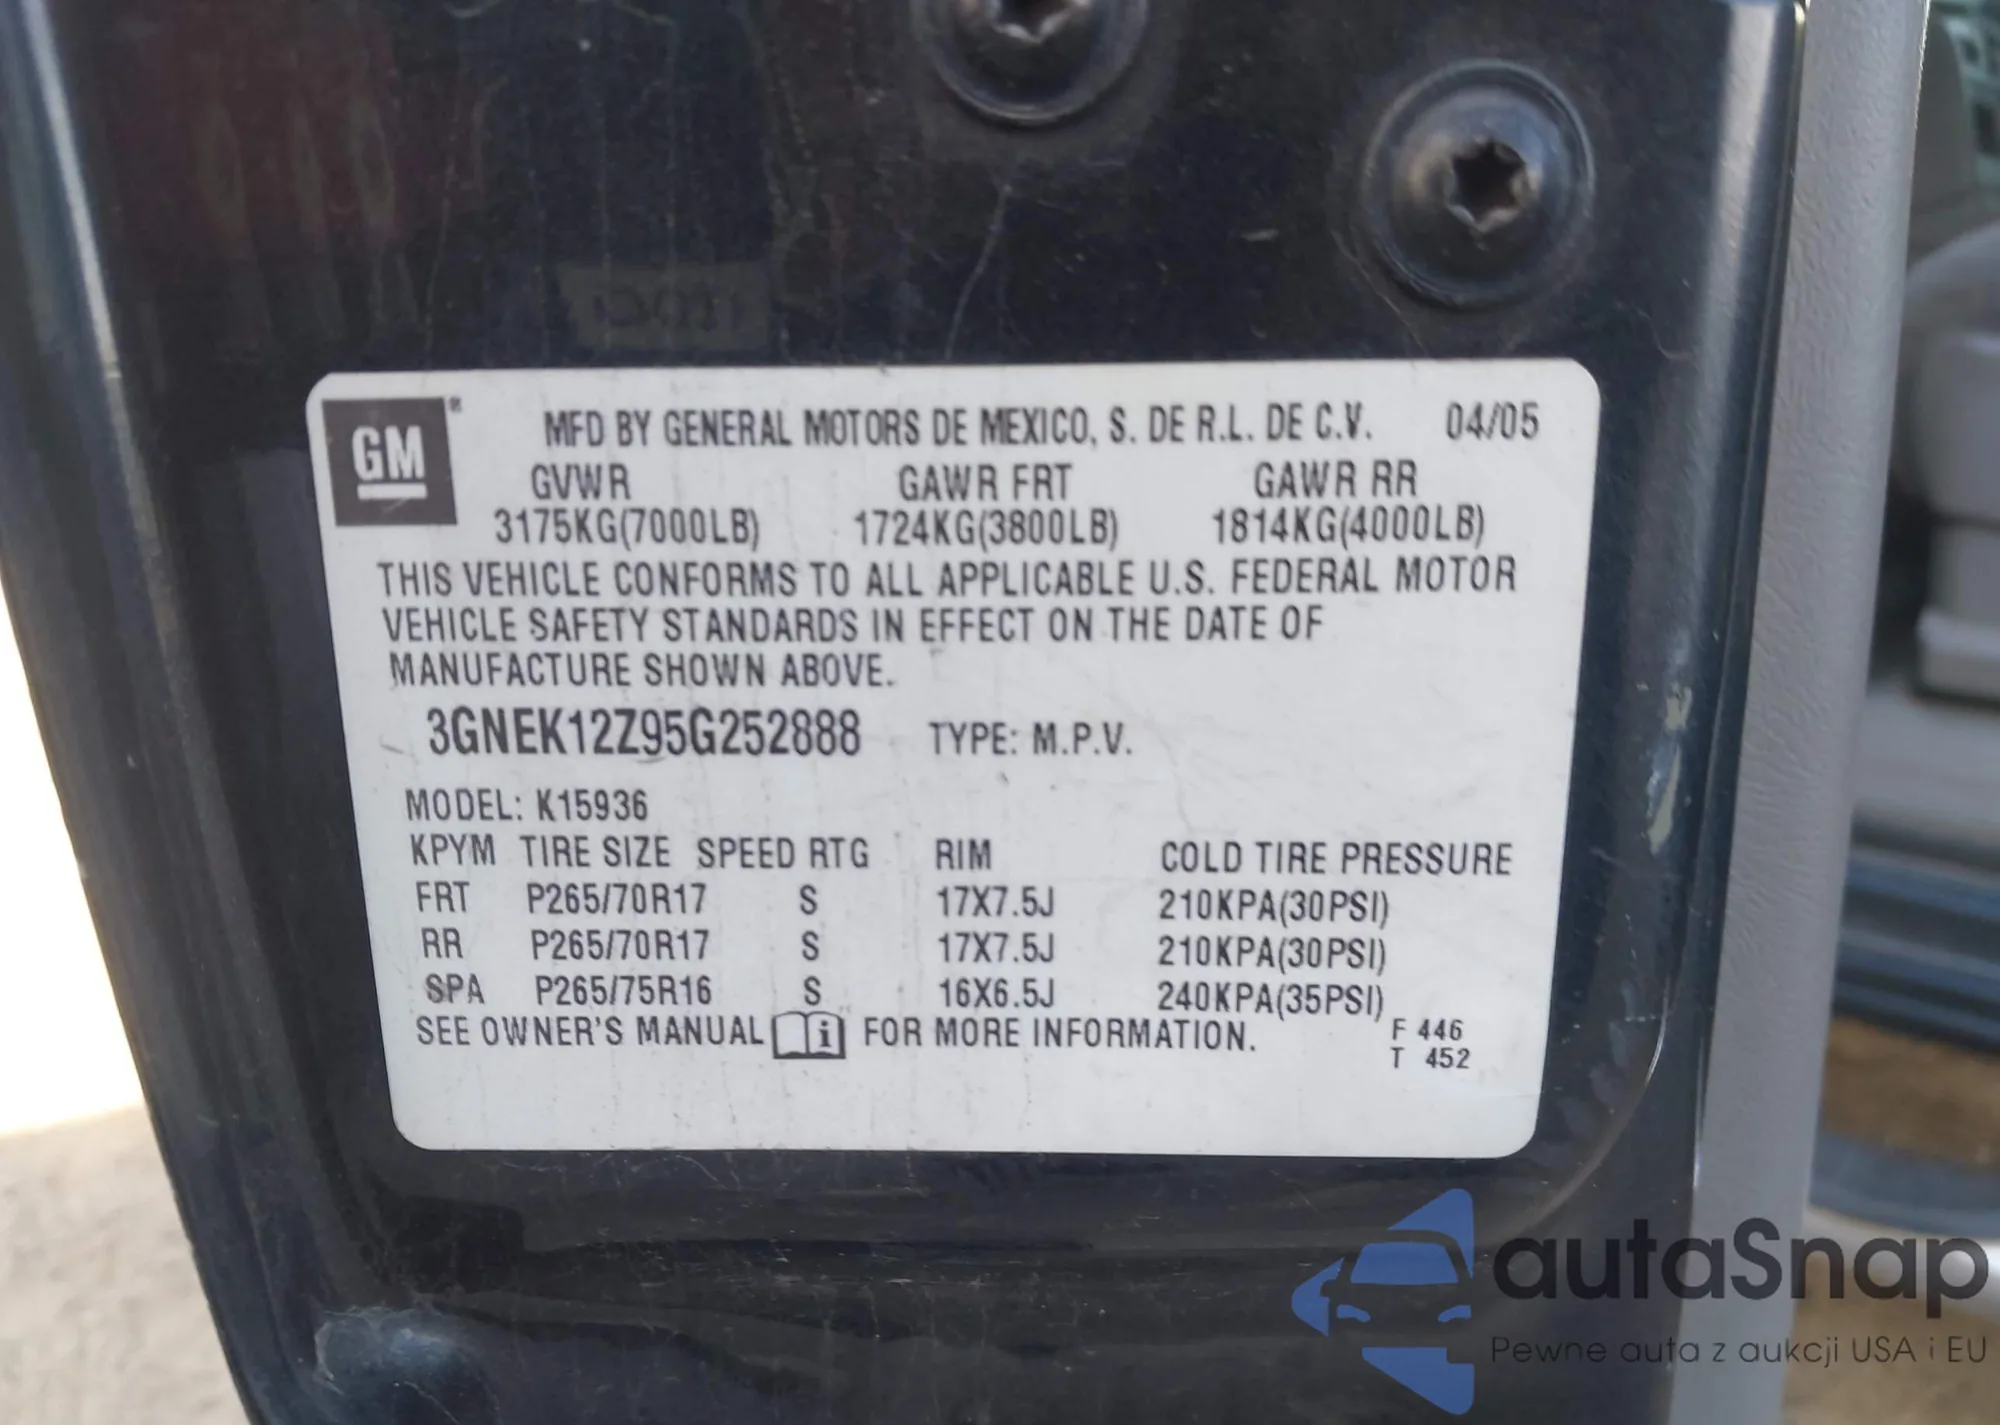 GM®
MFD BY GENERAL MOTORS DE MEXICO, S. DE R.L. DE C.V. 04/05
GVWR GAWR FRT GAWR RR
3175KG(7000LB) 1724KG(3800LB) 1814KG(4000LB)
THIS VEHICLE CONFORMS TO ALL APPLICABLE U.S. FEDERAL MOTOR
VEHICLE SAFETY STANDARDS IN EFFECT ON THE DATE OF
MANUFACTURE SHOWN ABOVE.
3GNEK12Z95G252888 TYPE: M.P.V.
MODEL: K15936
KPYM TIRE SIZE SPEED RTG RIM COLD TIRE PRESSURE
FRT P265/70R17 S 17X7.5J 210KPA(30PSI)
RR P265/70R17 S 17X7.5J 210KPA(30PSI)
SPA P265/75R16 S 16X6.5J 240KPA(35PSI)
SEE OWNER'S MANUAL i FOR MORE INFORMATION. F 446
T 452
autaSnap
Pewne auta z aukcji USA i EU